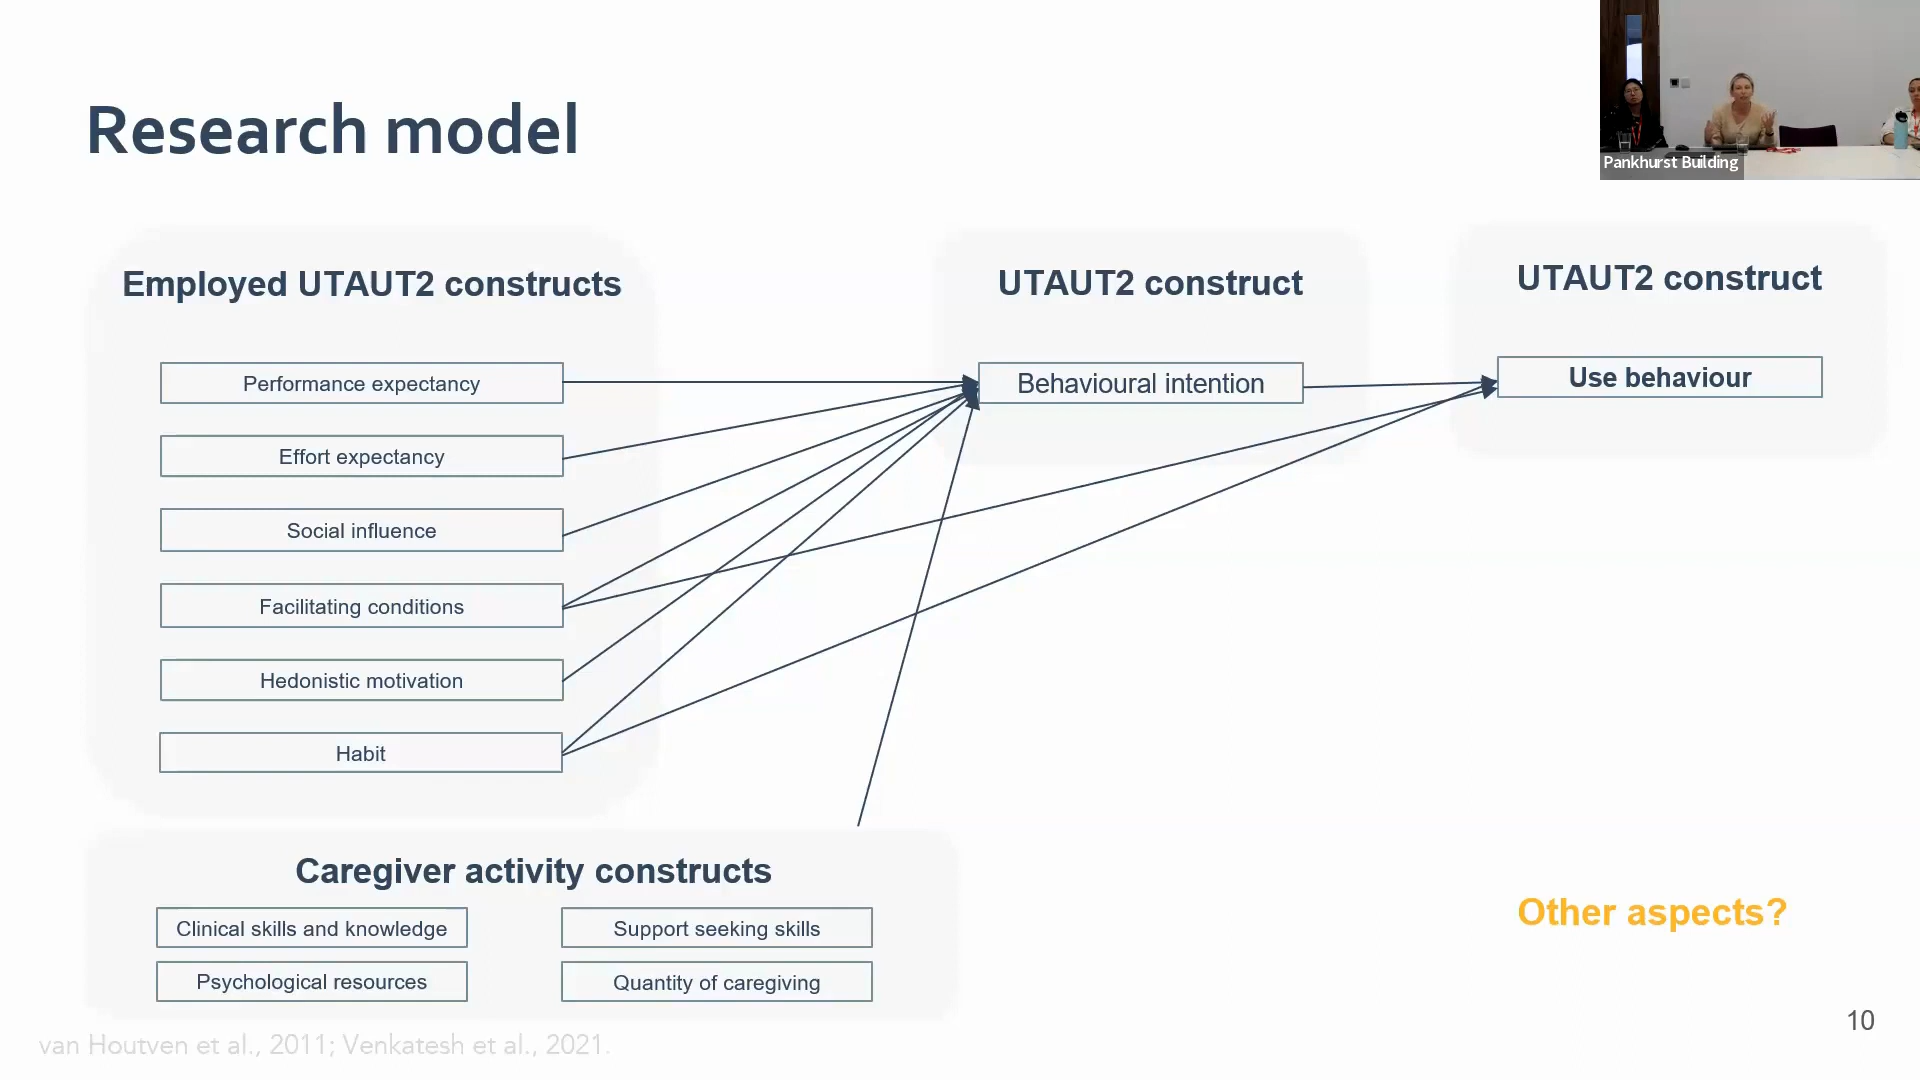 Research model
Pankhurst Building
Employed UTAUT2 constructs
UTAUT2 construct
UTAUT2 construct
Performance expectancy
Behavioural intention
Use behaviour
Effort expectancy
Social influence
Facilitating conditions
Hedonistic motivation
Habit
Caregiver activity constructs
Clinical skills and knowledge
Support seeking skills
Psychological resources
Quantity of caregiving
Other aspects?
10
van Houtven et al., 2011; Venkatesh et al., 2021.